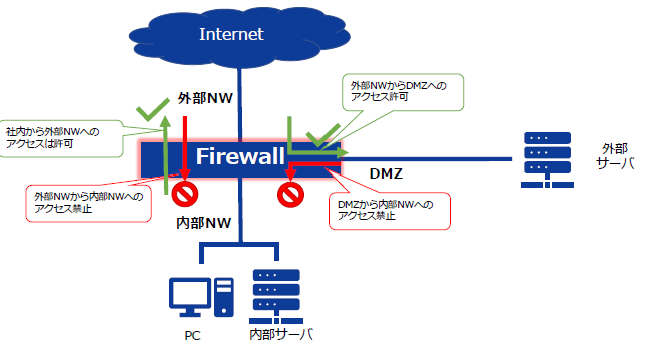 Internet
外部NW
外部NWからDMZへの
アクセス許可
社内から外部NWへの
アクセスは許可
Firewall
外部
サーバ
DMZ
外部NWから内部NWへの
アクセス禁止
DMZから内部NWへの
アクセス禁止
内部NW
PC
内部サーバ